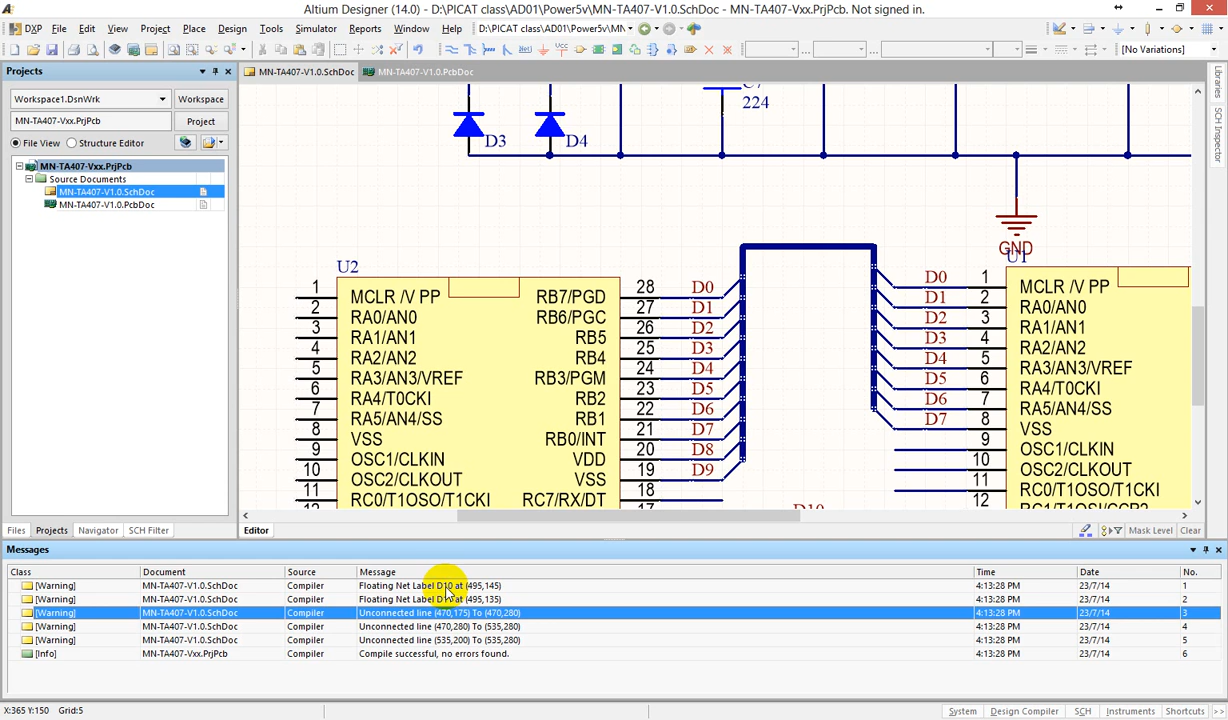 Altium Designer (14.0) - D:\PICAT class\AD01\Power5v\MN-TA407-V1.0.SchDoc - MN-TA407-Vxx.PrjPcb. Not signed in.
DXP File Edit View Project Place Design Tools Simulator Reports Window Help D:\PICAT class\AD01\Power5v\MN
[No Variations]
Projects
MN-TA407-V1.0.SchDoc MN-TA407-V1.0.PcbDoc
Workspace1.DsnWrk Workspace
MN-TA407-Vxx.PrjPcb Project
File View Structure Editor
MN-TA407-Vxx.PrjPcb
Source Documents
MN-TA407-V1.0.SchDoc
MN-TA407-V1.0.PcbDoc
Files Projects Navigator SCH Filter
Libraries
SCH Inspector
224
D3 D4
GND
U2
1 MCLR /V PP RB7/PGD 28 D0
2 RA0/AN0 RB6/PGC 27 D1
3 RA1/AN1 RB5 26 D2
4 RA2/AN2 RB4 25 D3
5 RA3/AN3/VREF RB3/PGM 24 D4
6 RA4/T0CKI RB2 23 D5
7 RA5/AN4/SS RB1 22 D6
8 VSS RB0/INT 21 D7
9 OSC1/CLKIN VDD 20 D8
10 OSC2/CLKOUT VSS 19 D9
11 RC0/T1OSO/T1CKI RC7/RX/DT 18
U1
D0 1 MCLR /V PP
D1 2 RA0/AN0
D2 3 RA1/AN1
D3 4 RA2/AN2
D4 5 RA3/AN3/VREF
D5 6 RA4/T0CKI
D6 7 RA5/AN4/SS
D7 8 VSS
9 OSC1/CLKIN
10 OSC2/CLKOUT
11 RC0/T1OSO/T1CKI
12
Editor Mask Level Clear
Messages
Class Document Source Message Time Date No.
[Warning] MN-TA407-V1.0.SchDoc Compiler Floating Net Label D10 at (495,145) 4:13:28 PM 23/7/14 1
[Warning] MN-TA407-V1.0.SchDoc Compiler Floating Net Label at (495,135) 4:13:28 PM 23/7/14 2
[Warning] MN-TA407-V1.0.SchDoc Compiler Unconnected line (470,175) To (470,280) 4:13:28 PM 23/7/14 3
[Warning] MN-TA407-V1.0.SchDoc Compiler Unconnected line (470,280) To (535,280) 4:13:28 PM 23/7/14 4
[Warning] MN-TA407-V1.0.SchDoc Compiler Unconnected line (535,200) To (535,280) 4:13:28 PM 23/7/14 5
[Info] MN-TA407-Vxx.PrjPcb Compiler Compile successful, no errors found. 4:13:28 PM 23/7/14 6
X:365 Y:150 Grid:5 System Design Compiler SCH Instruments Shortcuts >>